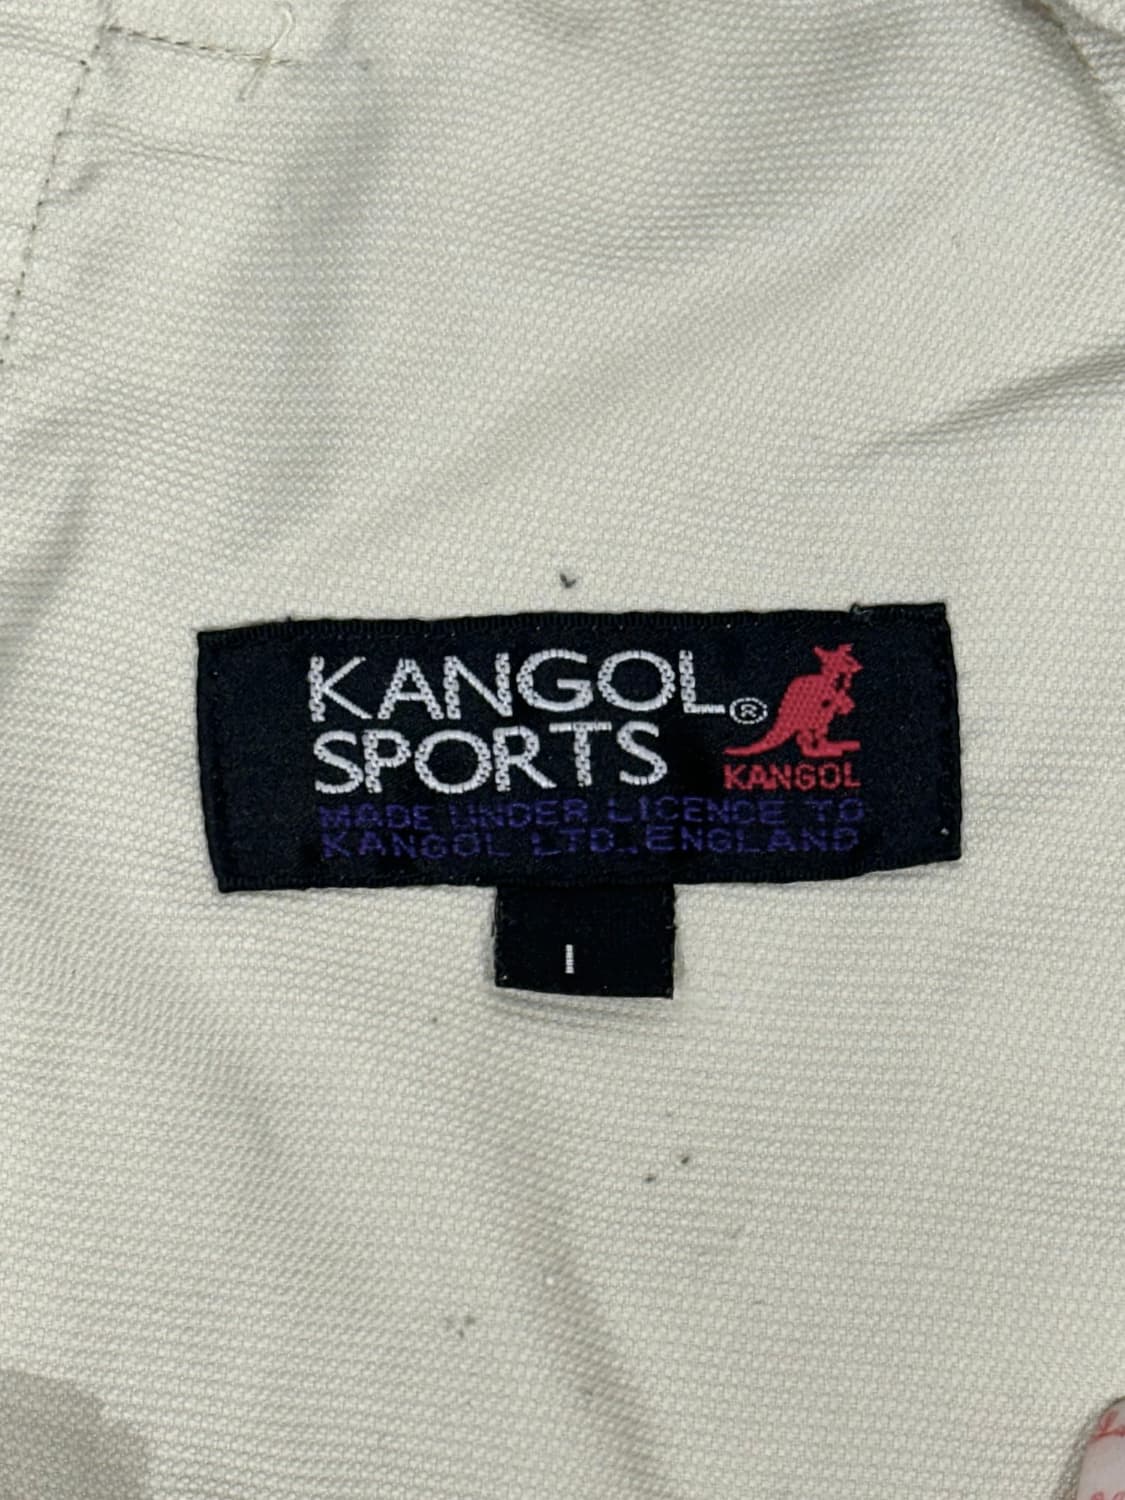 KANGOL®
SPORTS
KANGOL
MADE UNDER LICENCE TO
KANGOL LTD., ENGLAND
I